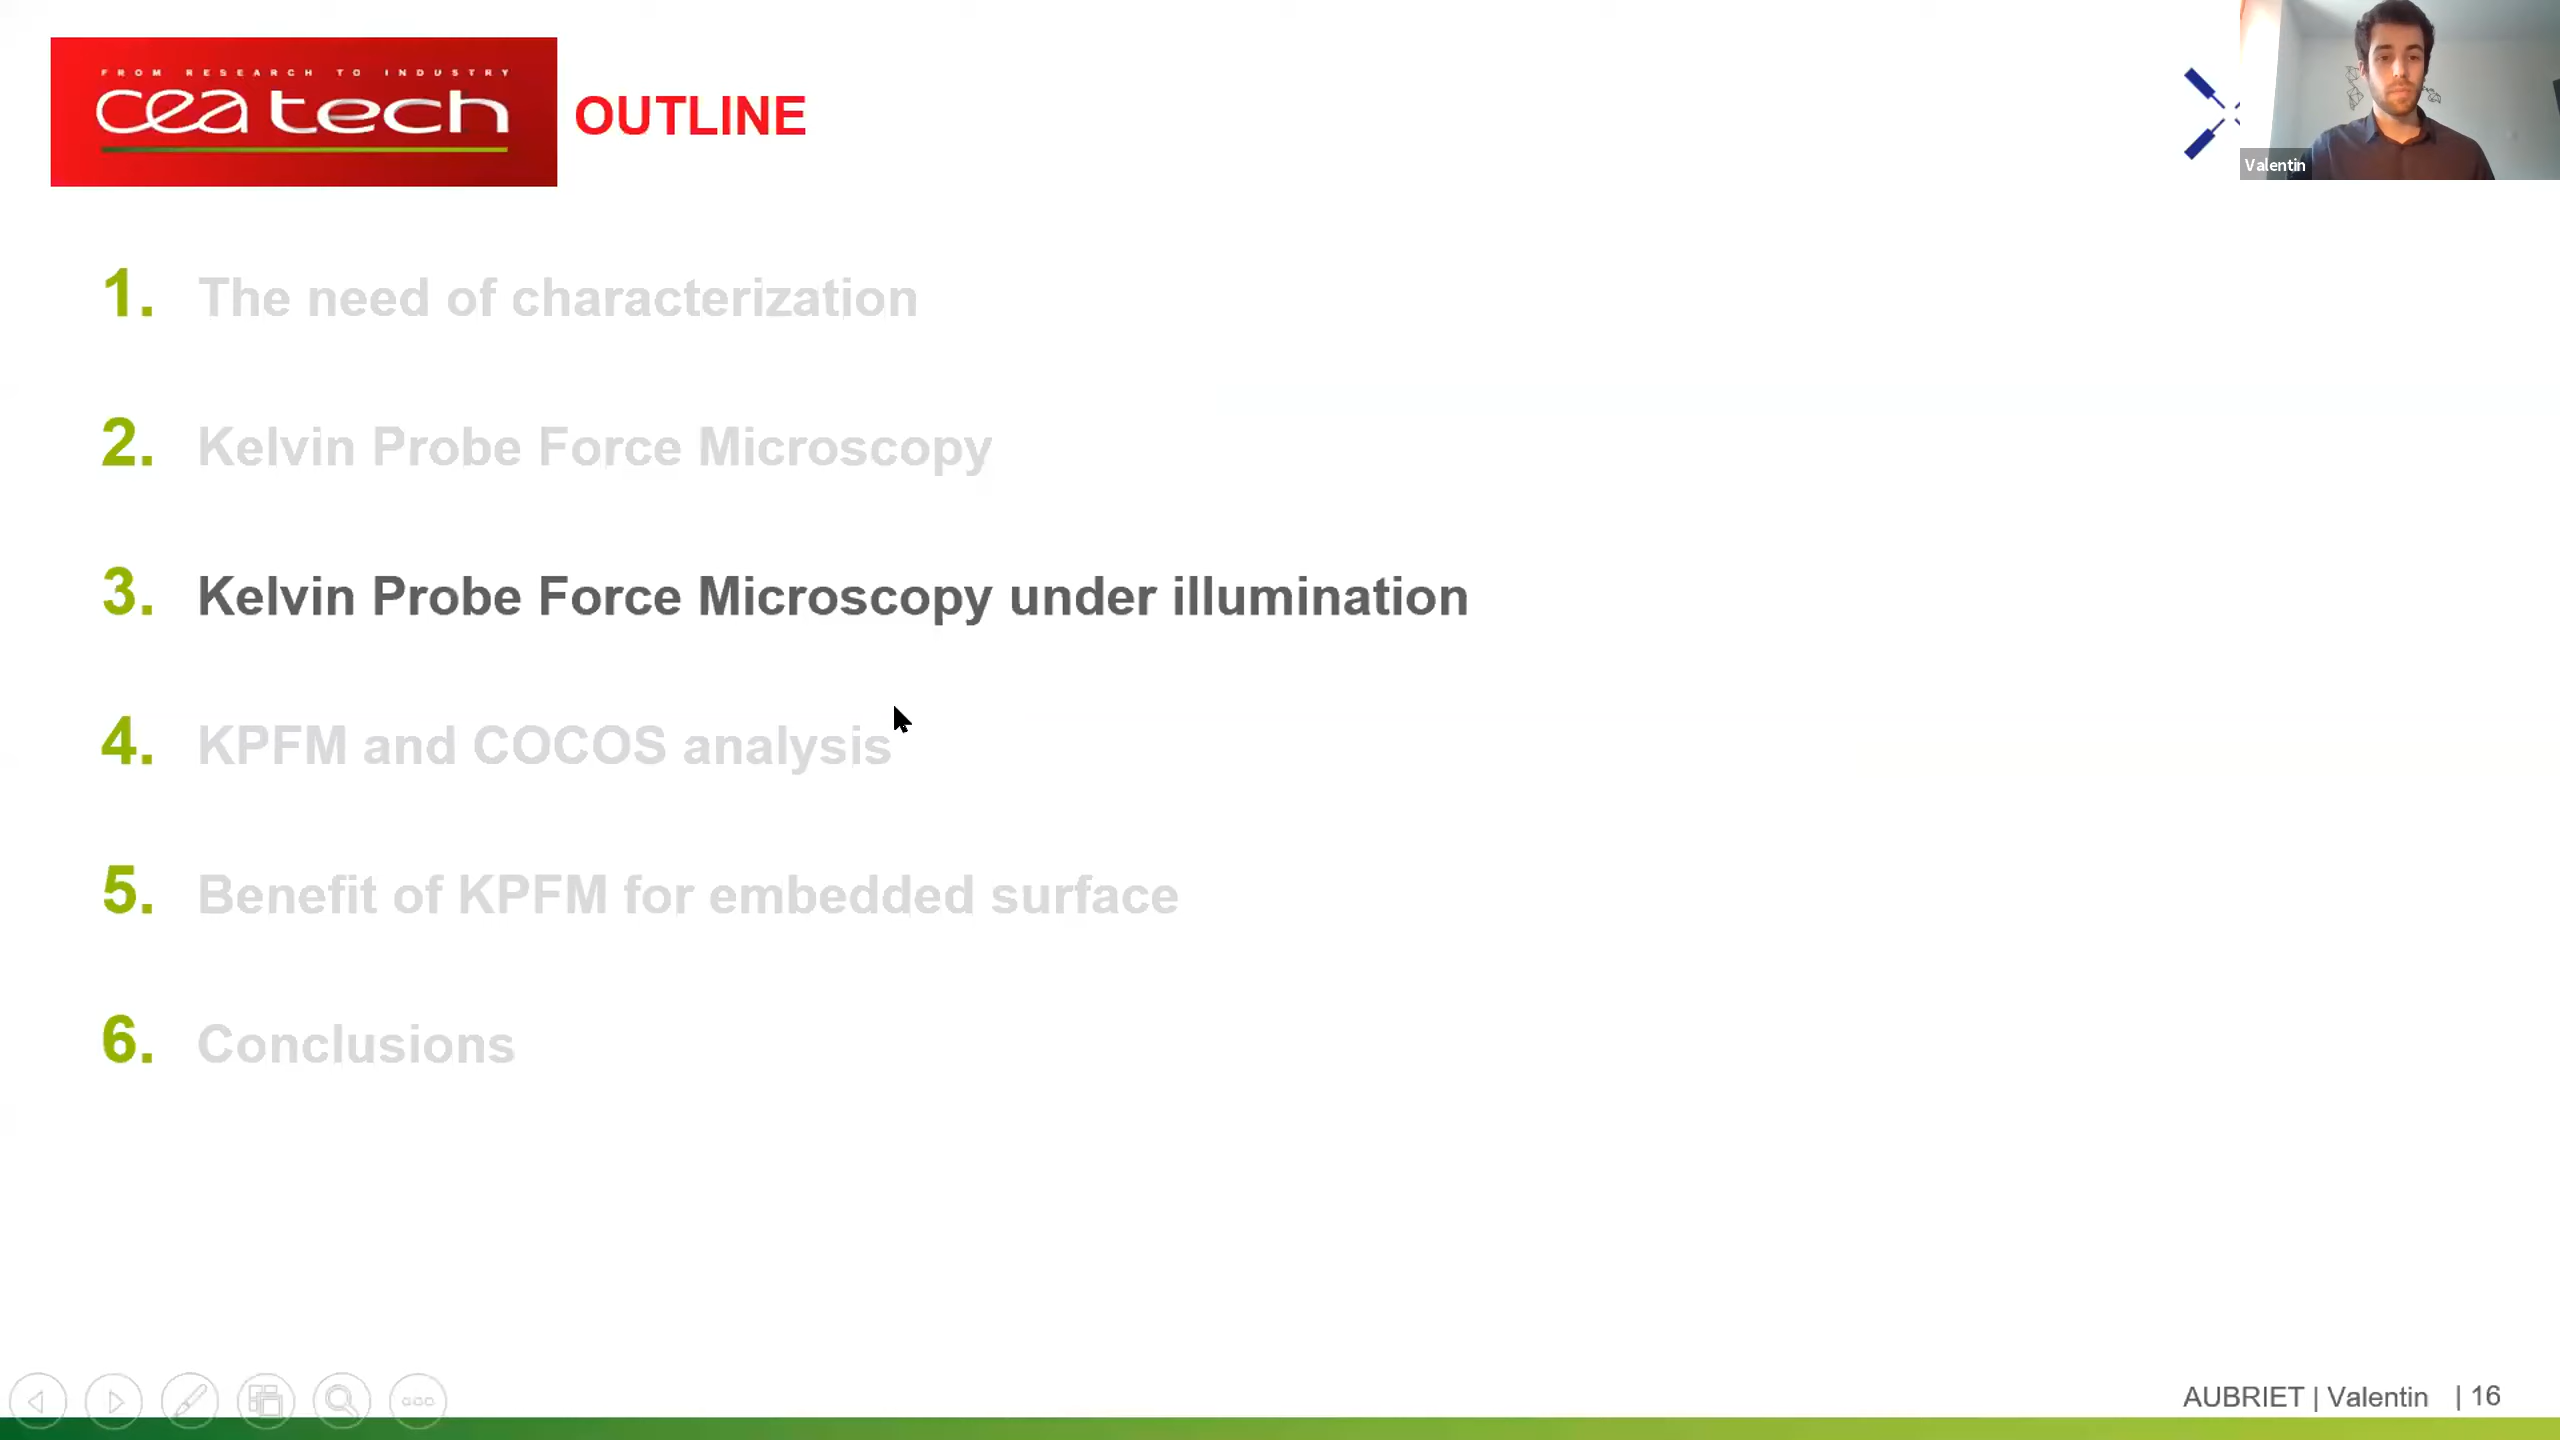 FROM RESEARCH TO INDUSTRY
cea tech
OUTLINE
Valentin
1. The need of characterization
2. Kelvin Probe Force Microscopy
3. Kelvin Probe Force Microscopy under illumination
4. KPFM and COCOS analysis
5. Benefit of KPFM for embedded surface
6. Conclusions
AUBRIET | Valentin | 16